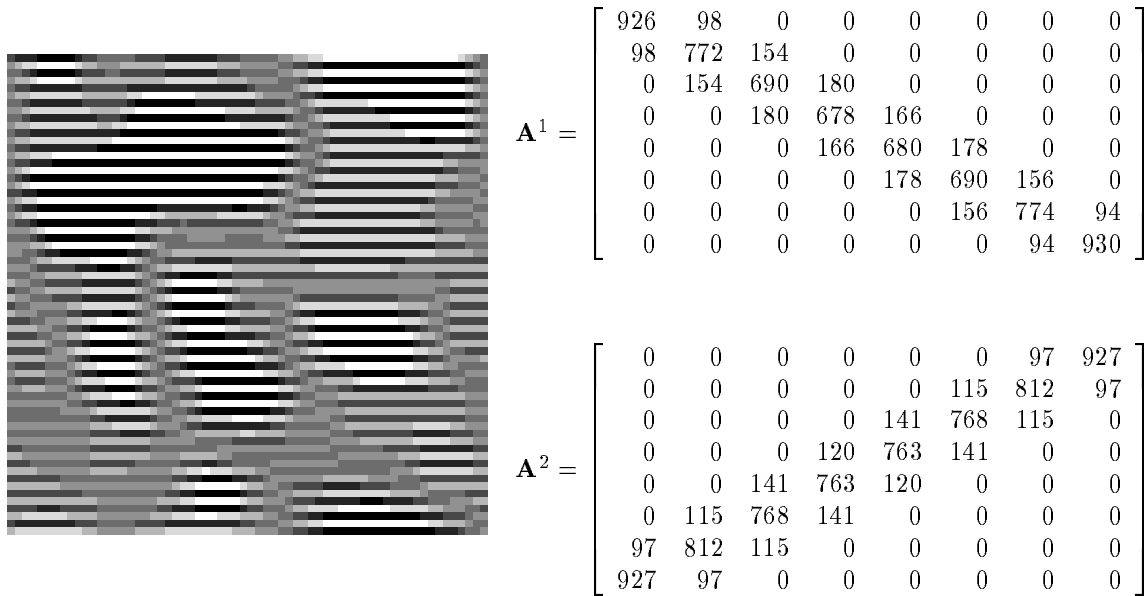 926 98 0 0 0 0 0 0
98 772 154 0 0 0 0 0
0 154 690 180 0 0 0 0
0 0 180 678 166 0 0 0
A¹ =
0 0 0 166 680 178 0 0
0 0 0 0 178 690 156 0
0 0 0 0 0 156 774 94
0 0 0 0 0 0 94 930
0 0 0 0 0 0 97 927
0 0 0 0 0 115 812 97
0 0 0 0 141 768 115 0
0 0 0 120 763 141 0 0
A² =
0 0 141 763 120 0 0 0
0 115 768 141 0 0 0 0
97 812 115 0 0 0 0 0
927 97 0 0 0 0 0 0